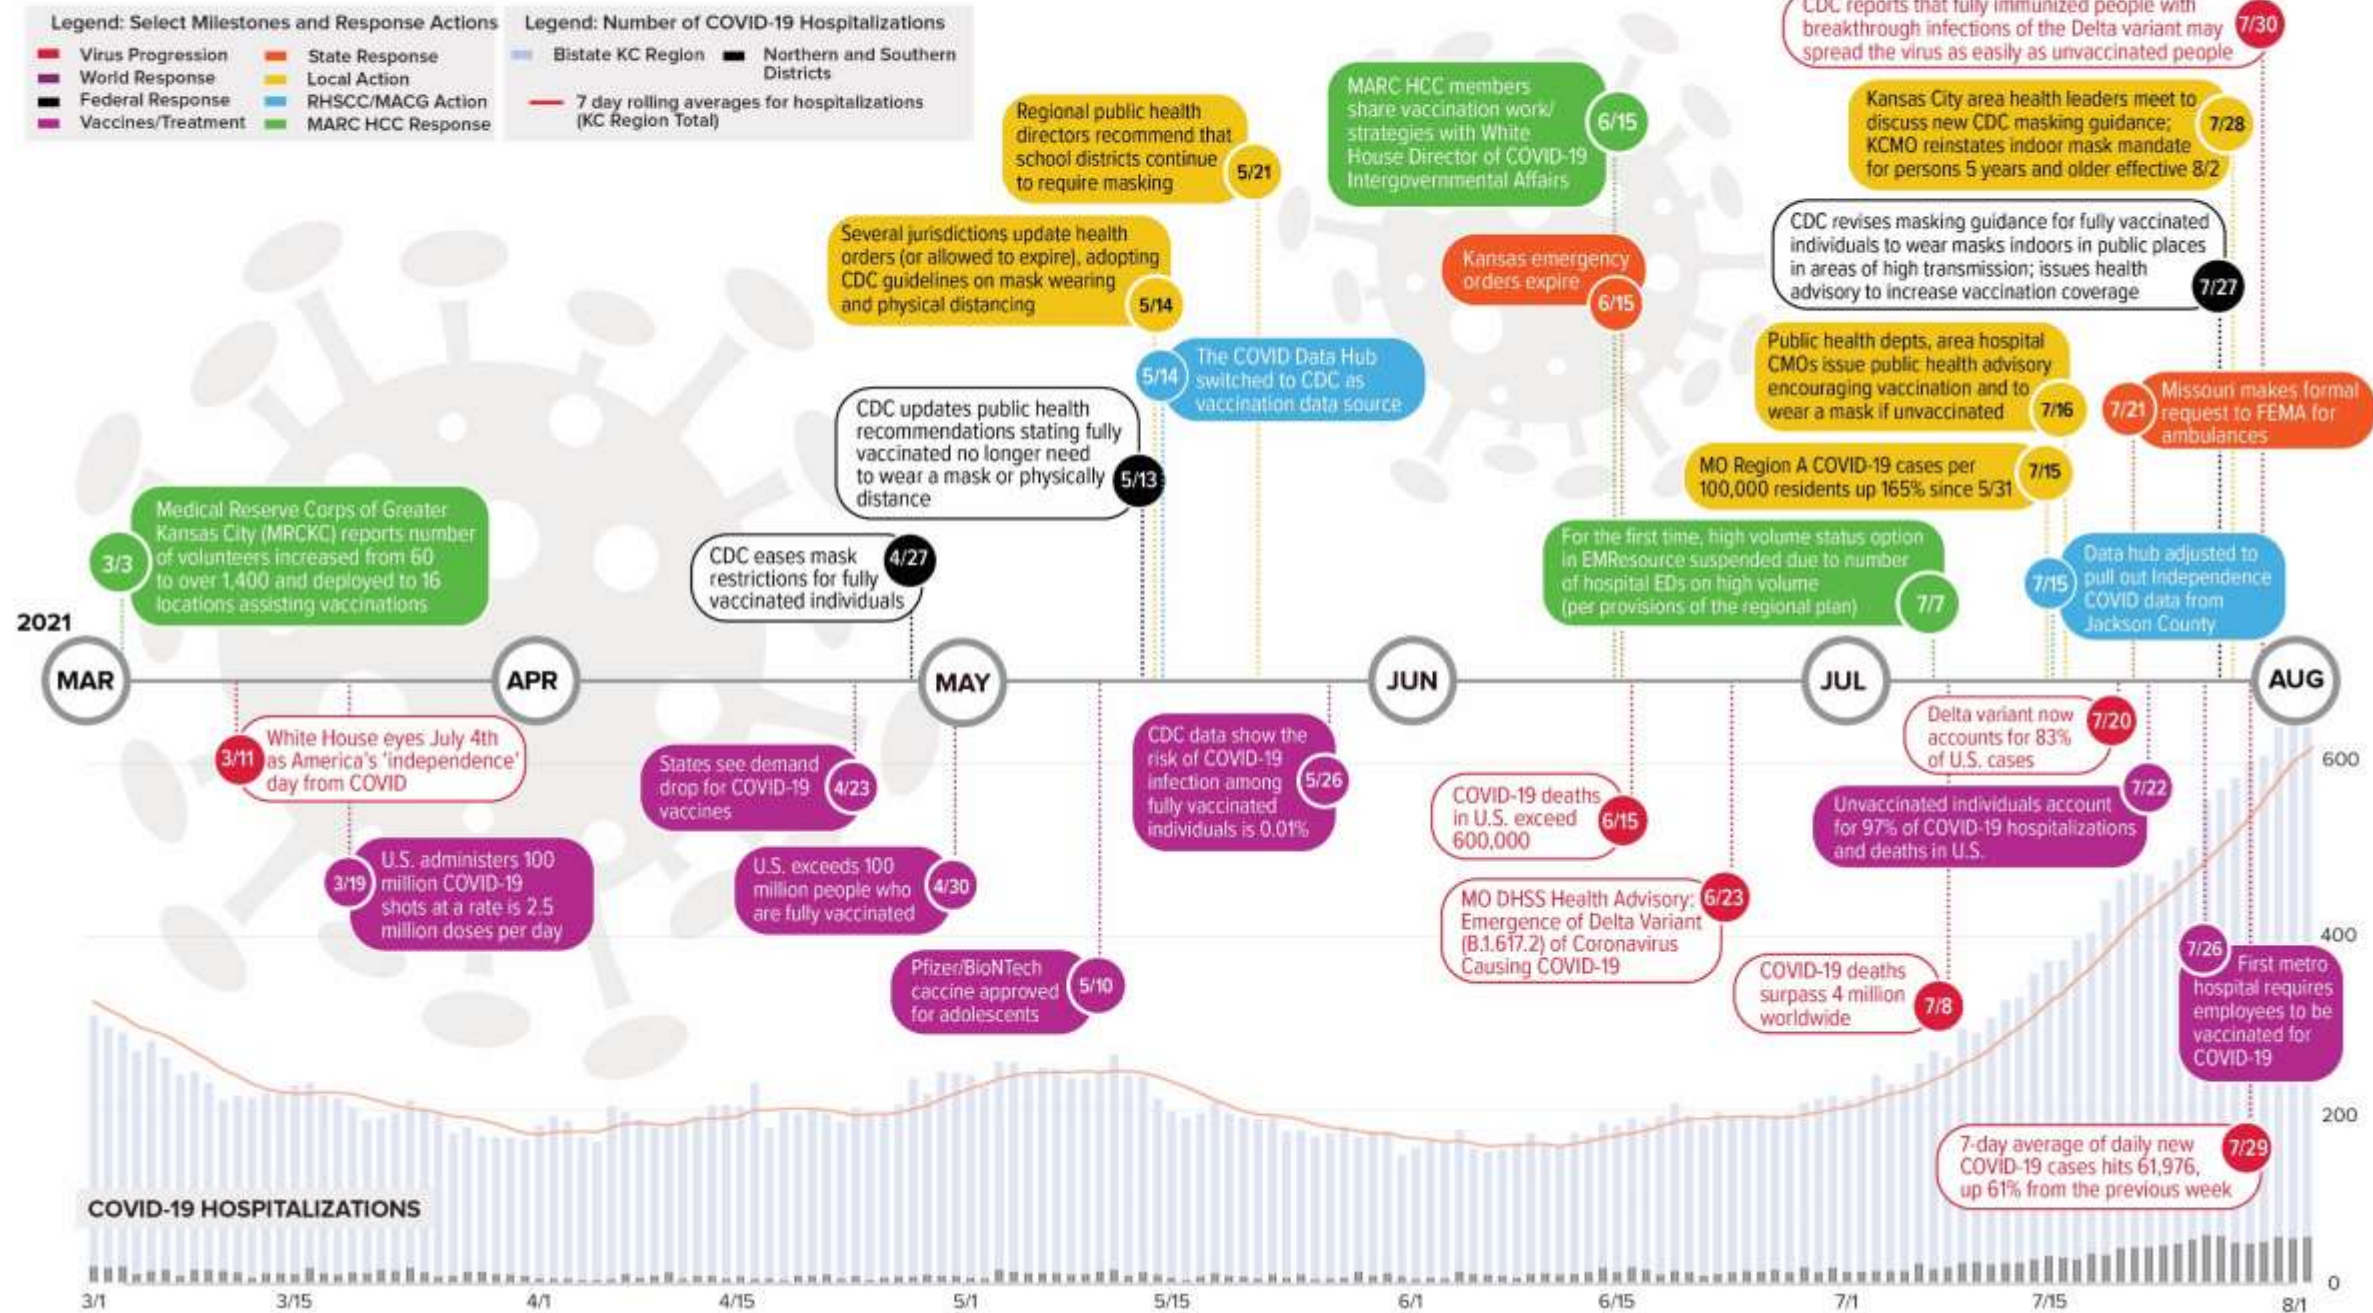 Legend: Select Milestones and Response Actions
Virus Progression
World Response
Federal Response
Vaccines/Treatment
State Response
Local Action
RHSCC/MACG Action
MARC HCC Response
Legend: Number of COVID-19 Hospitalizations
Bistate KC Region
Northern and Southern
Districts
7 day rolling averages for hospitalizations
(KC Region Total)
CDC reports that fully immunized people with
breakthrough infections of the Delta variant may
spread the virus as easily as unvaccinated people
7/30
Kansas City area health leaders meet to
discuss new CDC masking guidance;
KCMO reinstates indoor mask mandate
for persons 5 years and older effective 8/2
7/28
MARC HCC members
share vaccination work/
strategies with White
House Director of COVID-19
Intergovernmental Affairs
6/15
Regional public health
directors recommend that
school districts continue
to require masking
5/21
CDC revises masking guidance for fully vaccinated
individuals to wear masks indoors in public places
in areas of high transmission; issues health
advisory to increase vaccination coverage
7/27
Several jurisdictions update health
orders (or allowed to expire), adopting
CDC guidelines on mask wearing
and physical distancing
5/14
Kansas emergency
orders expire
6/15
5/14
The COVID Data Hub
switched to CDC as
vaccination data source
Public health depts, area hospital
CMOs issue public health advisory
encouraging vaccination and to
wear a mask if unvaccinated
7/16
7/21
Missouri makes formal
request to FEMA for
ambulances
CDC updates public health
recommendations stating fully
vaccinated no longer need
to wear a mask or physically
distance
5/13
MO Region A COVID-19 cases per
100,000 residents up 165% since 5/31
7/15
3/3
Medical Reserve Corps of Greater
Kansas City (MRCKC) reports number
of volunteers increased from 60
to over 1,400 and deployed to 16
locations assisting vaccinations
CDC eases mask
restrictions for fully
vaccinated individuals
4/27
For the first time, high volume status option
in EMResource suspended due to number
of hospital EDs on high volume
(per provisions of the regional plan)
7/7
7/15
Data hub adjusted to
pull out Independence
COVID data from
Jackson County
2021
MAR
APR
MAY
JUN
JUL
AUG
3/11
White House eyes July 4th
as America's 'independence'
day from COVID
3/19
U.S. administers 100
million COVID-19
shots at a rate is 2.5
million doses per day
States see demand
drop for COVID-19
vaccines
4/23
U.S. exceeds 100
million people who
are fully vaccinated
4/30
Pfizer/BioNTech
caccine approved
for adolescents
5/10
CDC data show the
risk of COVID-19
infection among
fully vaccinated
individuals is 0.01%
5/26
COVID-19 deaths
in U.S. exceed
600,000
6/15
MO DHSS Health Advisory:
Emergence of Delta Variant
(B.1.617.2) of Coronavirus
Causing COVID-19
6/23
Delta variant now
accounts for 83%
of U.S. cases
7/20
Unvaccinated individuals account
for 97% of COVID-19 hospitalizations
and deaths in U.S.
7/22
COVID-19 deaths
surpass 4 million
worldwide
7/8
7/26
First metro
hospital requires
employees to be
vaccinated for
COVID-19
7-day average of daily new
COVID-19 cases hits 61,976,
up 61% from the previous week
7/29
600
400
200
0
COVID-19 HOSPITALIZATIONS
3/1
3/15
4/1
4/15
5/1
5/15
6/1
6/15
7/1
7/15
8/1